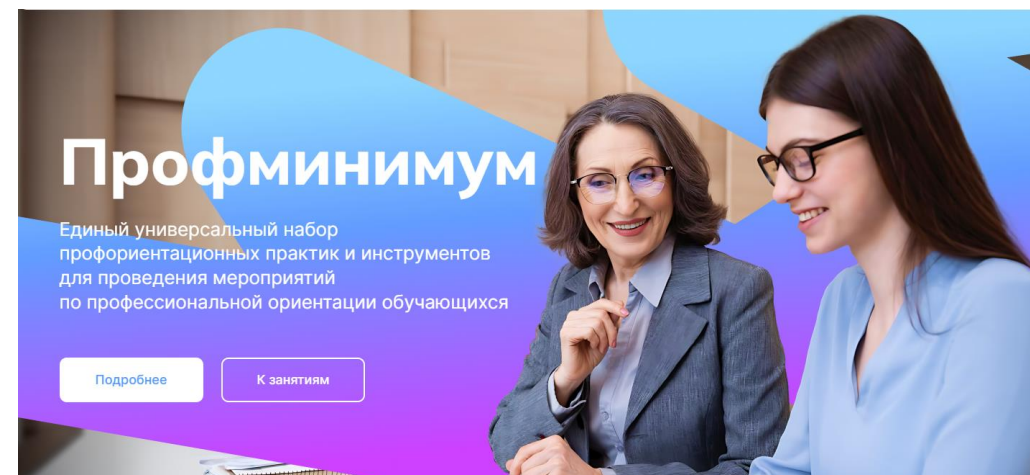 Профминимум
Единый универсальный набор
профориентационных практик и инструментов
для проведения мероприятий
по профессиональной ориентации обучающихся
Подробнее
К занятиям